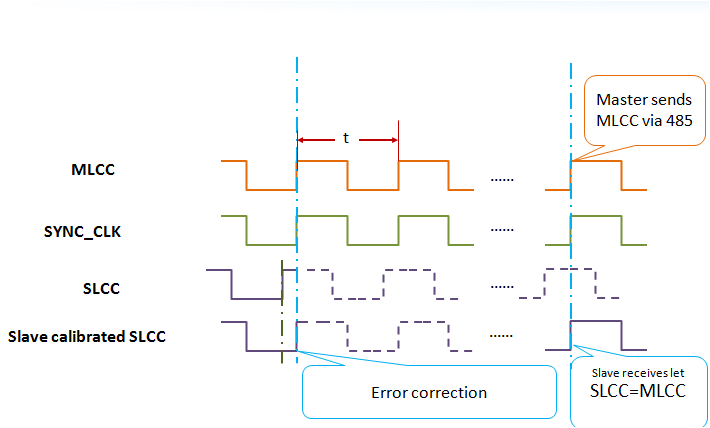 Master sends
MLCC via 485
t
MLCC
......
SYNC_CLK
......
SLCC
......
Slave calibrated SLCC
......
Error correction
Slave receives let
SLCC=MLCC